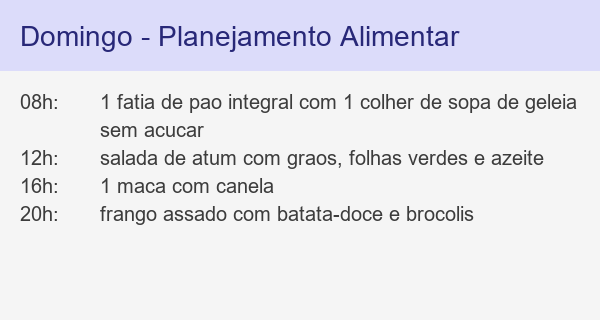 Domingo - Planejamento Alimentar
08h: 1 fatia de pao integral com 1 colher de sopa de geleia
sem acucar
12h: salada de atum com graos, folhas verdes e azeite
16h: 1 maca com canela
20h: frango assado com batata-doce e brocolis